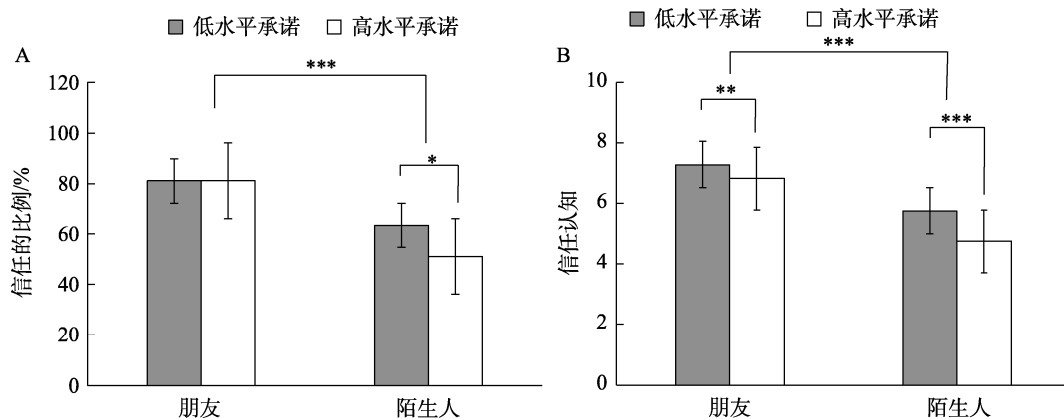 低水平承诺 高水平承诺
A
***
120
100
80
60
40
20
0
*
信任的比例/%
朋友 陌生人
低水平承诺 高水平承诺
B
***
10
8
6
4
2
0
**
***
信任认知
朋友 陌生人